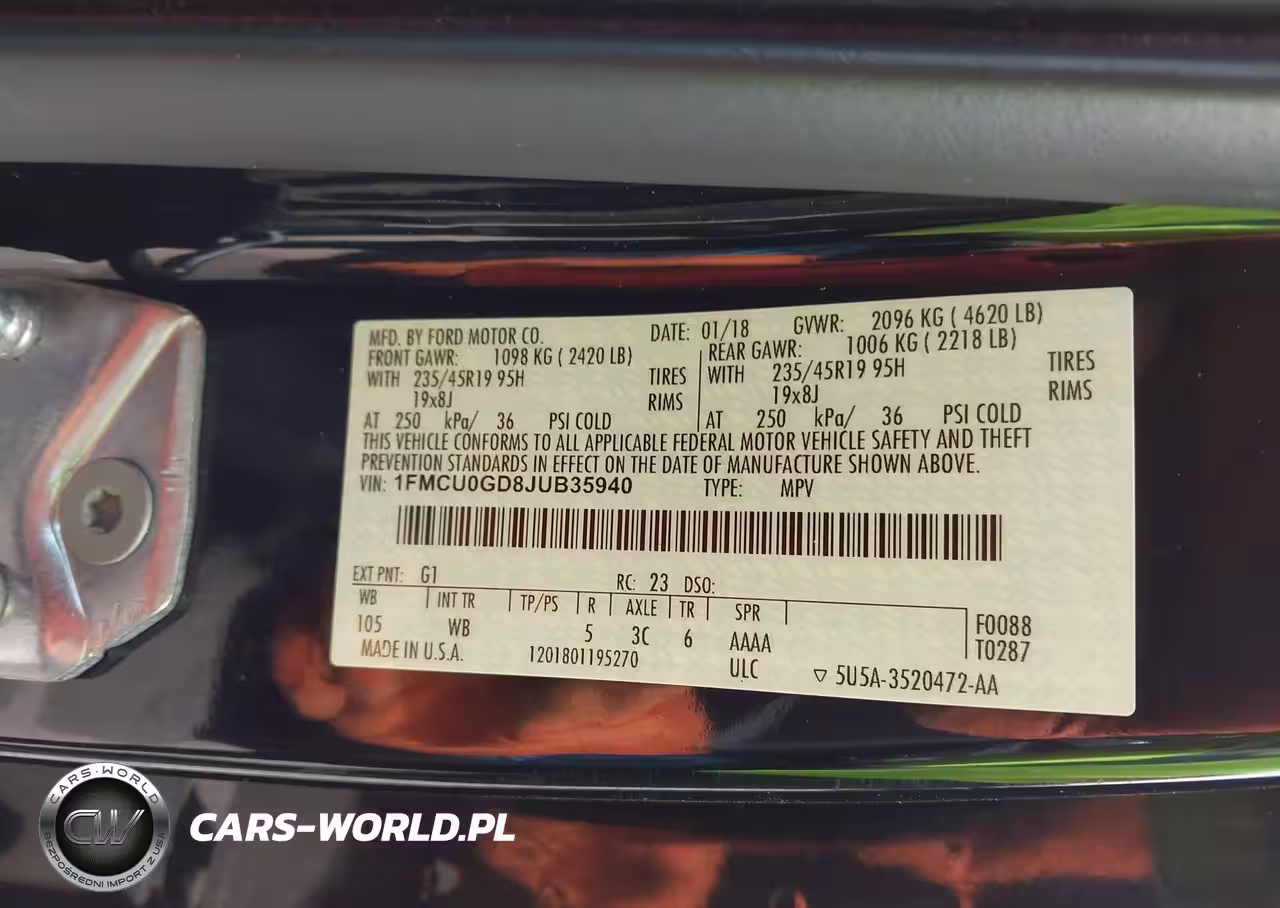 MFD. BY FORD MOTOR CO. DATE: 01/18 GVWR: 2096 KG ( 4620 LB)
FRONT GAWR: 1098 KG ( 2420 LB) REAR GAWR: 1006 KG ( 2218 LB)
WITH 235/45R19 95H TIRES WITH 235/45R19 95H TIRES
19x8J RIMS 19x8J RIMS
AT 250 kPa/ 36 PSI COLD AT 250 kPa/ 36 PSI COLD
THIS VEHICLE CONFORMS TO ALL APPLICABLE FEDERAL MOTOR VEHICLE SAFETY AND THEFT
PREVENTION STANDARDS IN EFFECT ON THE DATE OF MANUFACTURE SHOWN ABOVE.
VIN: 1FMCU0GD8JUB35940 TYPE: MPV
EXT PNT: G1 RC: 23 DSO:
WB INT TR TP/PS R AXLE TR SPR
105 WB 5 3C 6 AAAA
F0088
T0287
MADE IN U.S.A. 1201801195270 ULC ▽ 5U5A-3520472-AA
CARS-WORLD
CW
BEZPOŚREDNI IMPORT Z USA
CARS-WORLD.PL